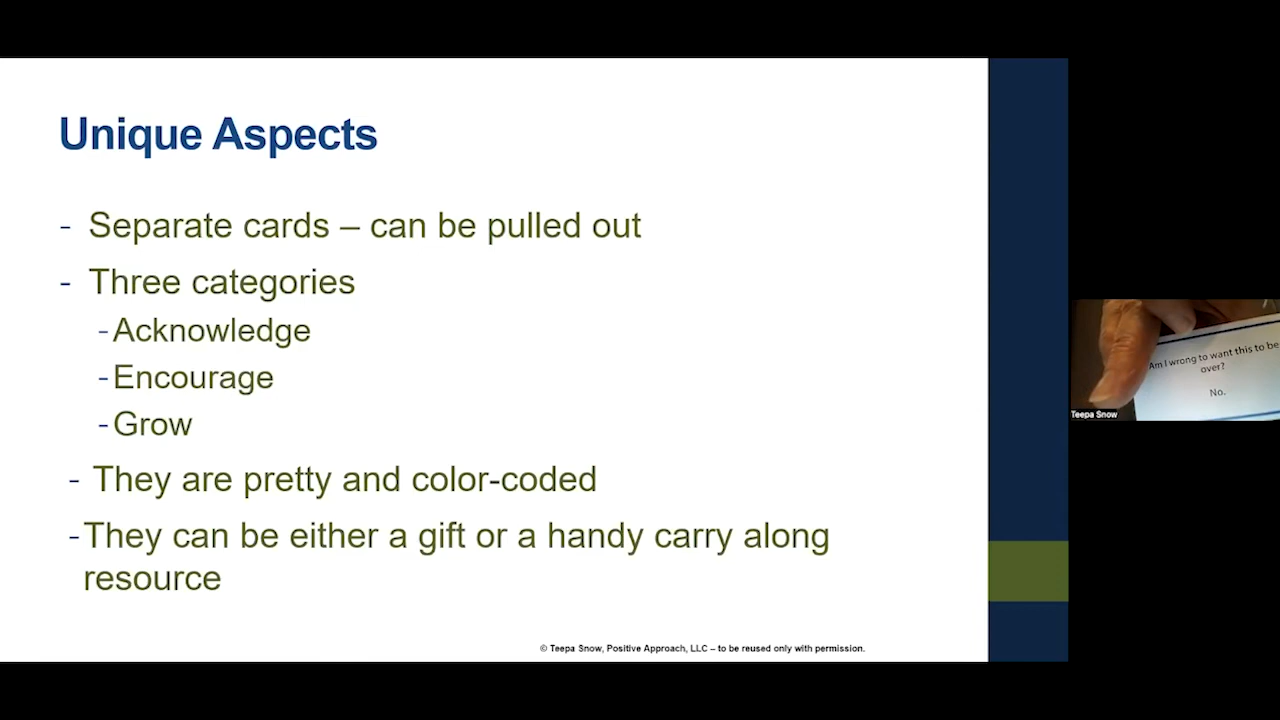 Unique Aspects
- Separate cards – can be pulled out
- Three categories
-Acknowledge
-Encourage
-Grow
- They are pretty and color-coded
-They can be either a gift or a handy carry along
resource
© Teepa Snow, Positive Approach, LLC – to be reused only with permission.
Am I wrong to want this to be
over?
No.
Teepa Snow